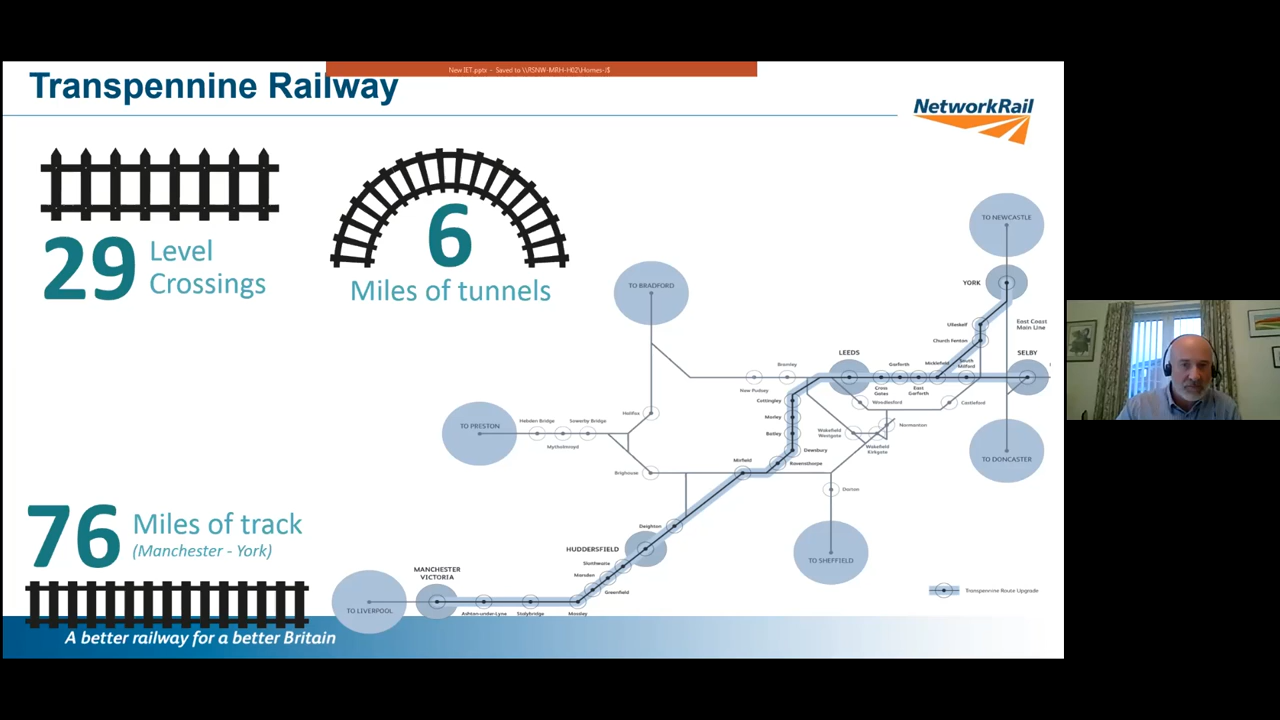 New IET.pptx - Saved to \\RSNW-MRH-H02\Homes-J$
Transpennine Railway
NetworkRail
29
Level
Crossings
6
Miles of tunnels
76
Miles of track
(Manchester - York)
A better railway for a better Britain
TO NEWCASTLE
YORK
TO BRADFORD
Ulleskelf
East Coast
Main Line
Church Fenton
LEEDS
SELBY
Bramley
Garforth
Micklefield
South
Milford
New Pudsey
Cross
Gates
East
Garforth
Cottingley
Woodlesford
Castleford
Morley
Halifax
TO PRESTON
Hebden Bridge
Sowerby Bridge
Mytholmroyd
Batley
Wakefield
Westgate
Normanton
Wakefield
Kirkgate
Dewsbury
TO DONCASTER
Mirfield
Ravensthorpe
Brighouse
Darton
Deighton
HUDDERSFIELD
TO SHEFFIELD
Slaithwaite
Marsden
Greenfield
MANCHESTER
VICTORIA
TO LIVERPOOL
Ashton-under-Lyne
Stalybridge
Mossley
Transpennine Route Upgrade